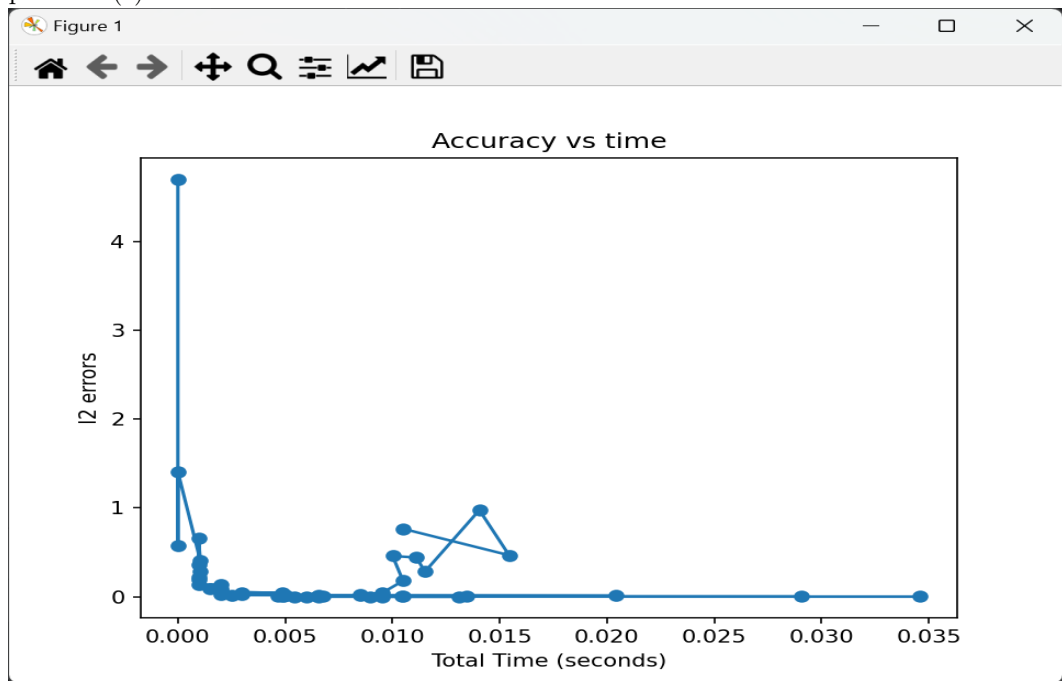 Figure 1
Accuracy vs time
4
3
2
1
0
l2 errors
0.000 0.005 0.010 0.015 0.020 0.025 0.030 0.035
Total Time (seconds)